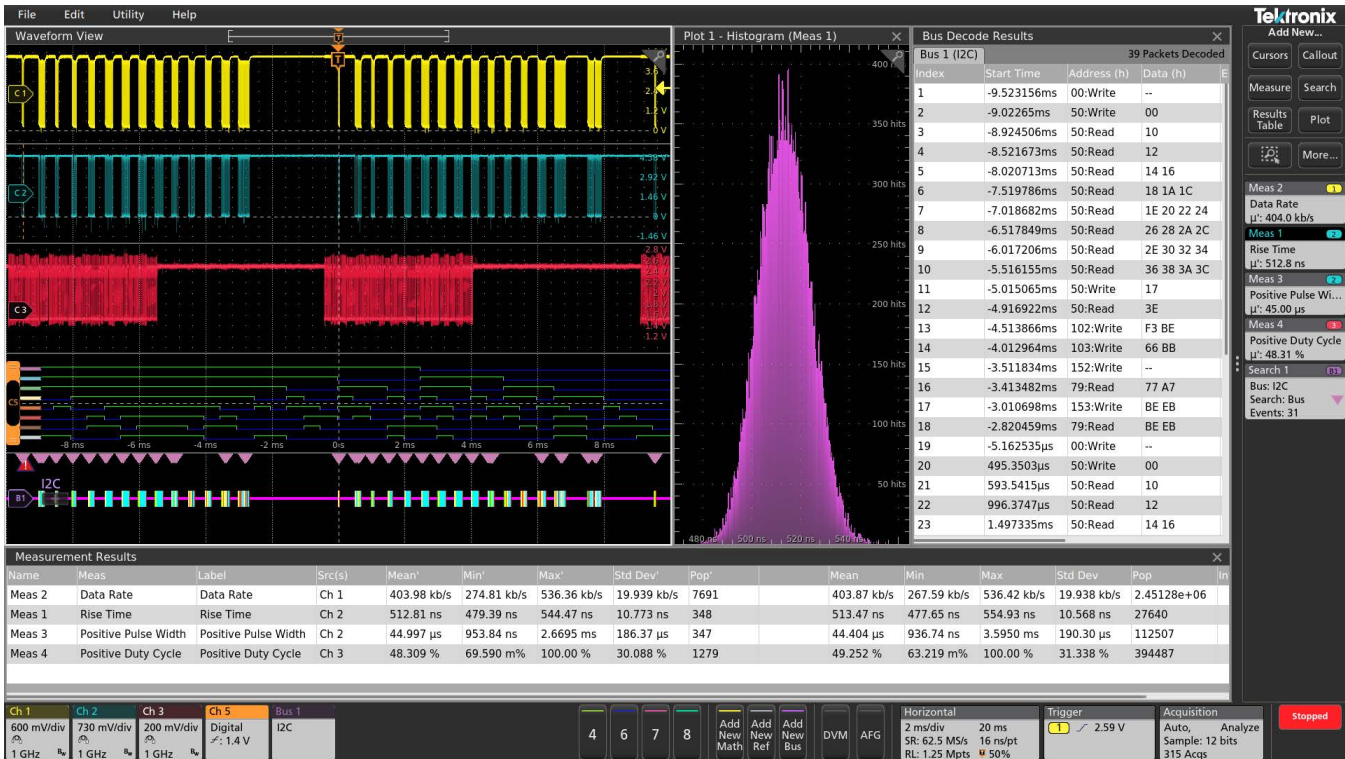 File Edit Utility Help
Tektronix
Waveform View
Plot 1 - Histogram (Meas 1)
Bus Decode Results
Add New...
Cursors Callout
Measure Search
Results Table Plot
More...
C1
3.6
1.2 V
0 V
C2
2.92 V
1.46 V
0 V
-1.46 V
C3
2.8 V
1.2 V
C5
-8 ms -6 ms -4 ms -2 ms 0 s 2 ms 4 ms 6 ms 8 ms
I2C
B1
350 hits
300 hits
250 hits
200 hits
150 hits
100 hits
50 hits
480 ns 500 ns 520 ns 540 ns
Bus 1 (I2C) 39 Packets Decoded
Index Start Time Address (h) Data (h) E
1 -9.523156ms 00:Write --
2 -9.02265ms 50:Write 00
3 -8.924506ms 50:Read 10
4 -8.521673ms 50:Read 12
5 -8.020713ms 50:Read 14 16
6 -7.519786ms 50:Read 18 1A 1C
7 -7.018682ms 50:Read 1E 20 22 24
8 -6.517849ms 50:Read 26 28 2A 2C
9 -6.017206ms 50:Read 2E 30 32 34
10 -5.516155ms 50:Read 36 38 3A 3C
11 -5.015065ms 50:Write 17
12 -4.916922ms 50:Read 3E
13 -4.513866ms 102:Write F3 BE
14 -4.012964ms 103:Write 66 BB
15 -3.511834ms 152:Write --
16 -3.413482ms 79:Read 77 A7
17 -3.010698ms 153:Write BE EB
18 -2.820459ms 79:Read BE EB
19 -5.162535µs 00:Write --
20 495.3503µs 50:Write 00
21 593.5415µs 50:Read 10
22 996.3747µs 50:Read 12
23 1.497335ms 50:Read 14 16
Meas 2 1
Data Rate
µ': 404.0 kb/s
Meas 1 2
Rise Time
µ': 512.8 ns
Meas 3 2
Positive Pulse Wi...
µ': 45.00 µs
Meas 4 3
Positive Duty Cycle
µ': 48.31 %
Search 1 B1
Bus: I2C
Search: Bus
Events: 31
Measurement Results
Name Meas Label Src(s) Mean' Min' Max' Std Dev' Pop' Mean Min Max Std Dev Pop In
Meas 2 Data Rate Data Rate Ch 1 403.98 kb/s 274.81 kb/s 536.36 kb/s 19.939 kb/s 7691 403.87 kb/s 267.59 kb/s 536.42 kb/s 19.938 kb/s 2.45128e+06
Meas 1 Rise Time Rise Time Ch 2 512.81 ns 479.39 ns 544.47 ns 10.773 ns 348 513.47 ns 477.65 ns 554.93 ns 10.568 ns 27640
Meas 3 Positive Pulse Width Positive Pulse Width Ch 2 44.997 µs 953.84 ns 2.6695 ms 186.37 µs 347 44.404 µs 936.74 ns 3.5950 ms 190.30 µs 112507
Meas 4 Positive Duty Cycle Positive Duty Cycle Ch 3 48.309 % 69.590 m% 100.00 % 30.088 % 1279 49.252 % 63.219 m% 100.00 % 31.338 % 394487
Ch 1
600 mV/div
1 GHz Bw
Ch 2
730 mV/div
1 GHz Bw
Ch 3
200 mV/div
1 GHz Bw
Ch 5
Digital
: 1.4 V
Bus 1
I2C
4 6 7 8
Add New Math
Add New Ref
Add New Bus
DVM AFG
Horizontal
2 ms/div 20 ms
SR: 62.5 MS/s 16 ns/pt
RL: 1.25 Mpts 50%
Trigger
1 2.59 V
Acquisition
Auto, Analyze
Sample: 12 bits
315 Acqs
Stopped